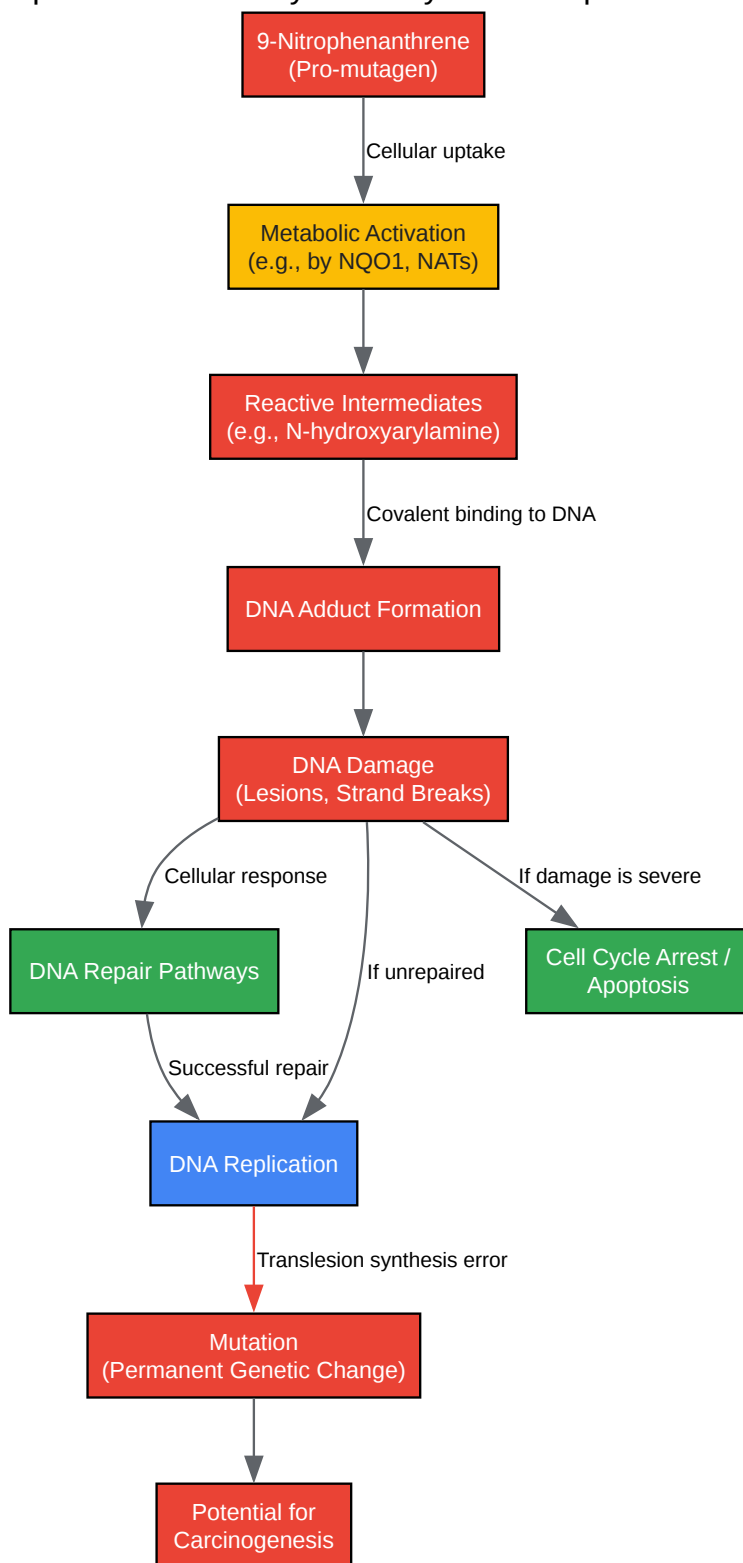 9-Nitrophenanthrene
(Pro-mutagen)
Cellular uptake
Metabolic Activation
(e.g., by NQO1, NATs)
Reactive Intermediates
(e.g., N-hydroxyarylamine)
Covalent binding to DNA
DNA Adduct Formation
DNA Damage
(Lesions, Strand Breaks)
Cellular response
If damage is severe
DNA Repair Pathways
If unrepaired
Cell Cycle Arrest /
Apoptosis
Successful repair
DNA Replication
Translesion synthesis error
Mutation
(Permanent Genetic Change)
Potential for
Carcinogenesis